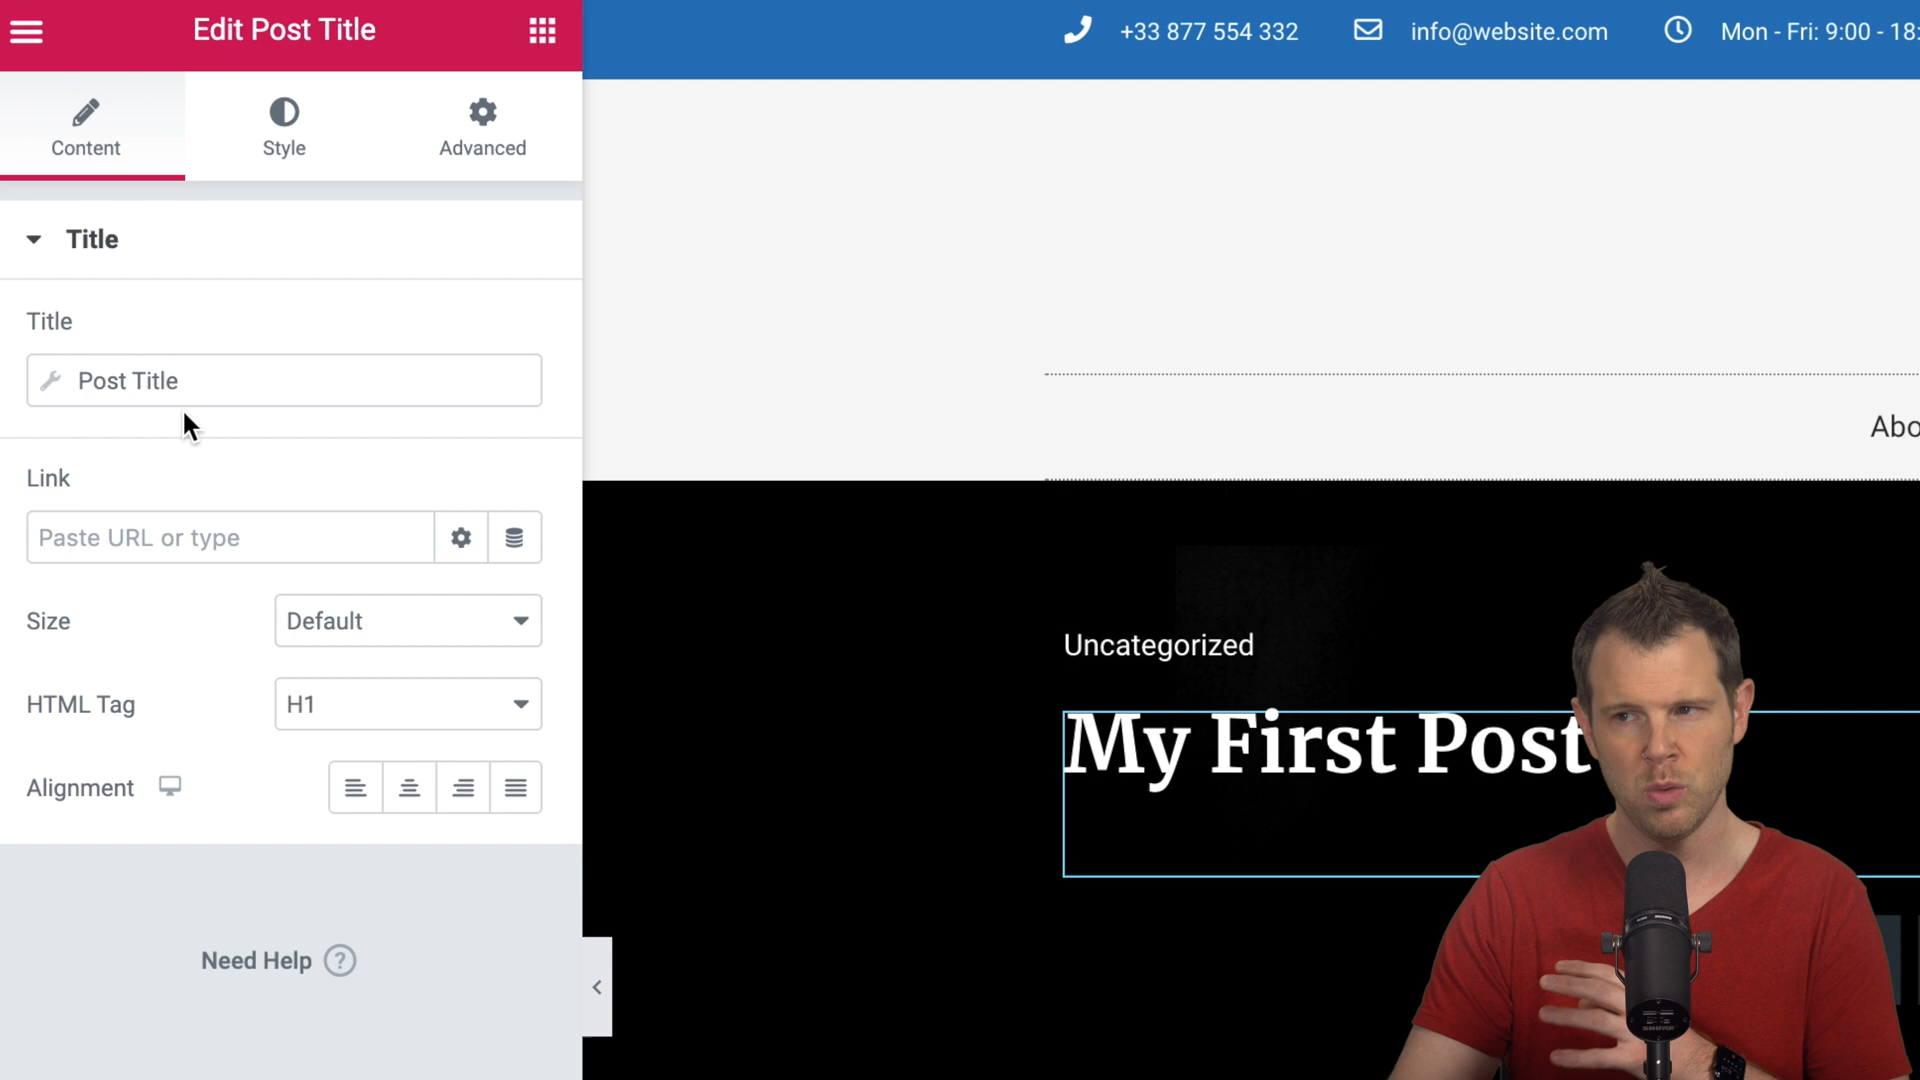 Edit Post Title
+33 877 554 332
info@website.com
Mon - Fri: 9:00 - 18:
Content
Style
Advanced
Title
Title
Post Title
Abo
Link
Paste URL or type
Size
Default
Uncategorized
HTML Tag
H1
My First Post
Alignment
Need Help ?
SHURE